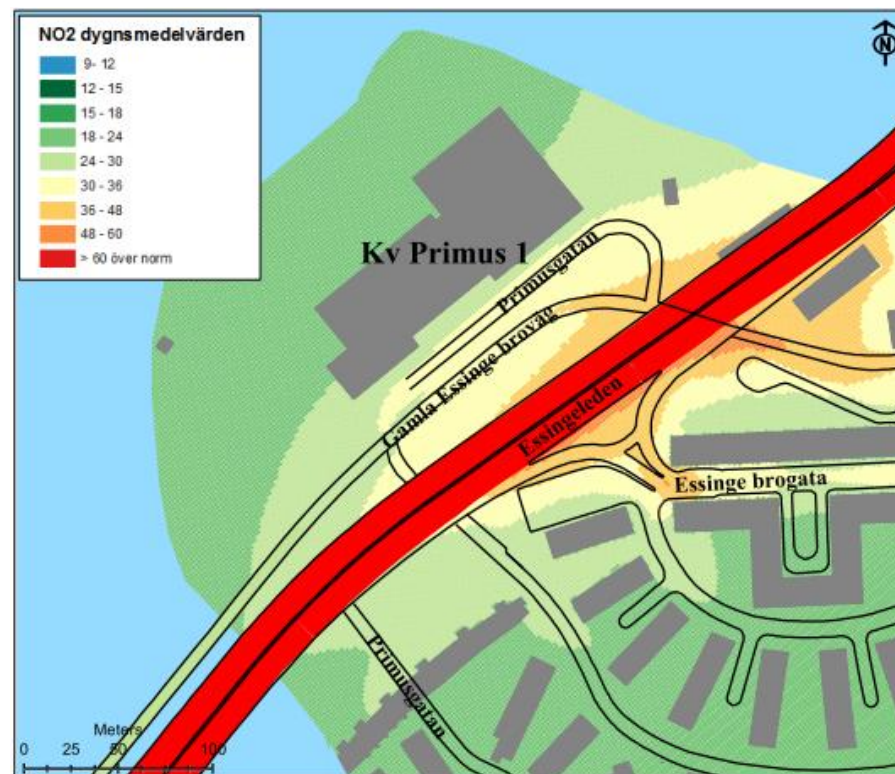 NO2 dygnsmedelvärden
9- 12
12 - 15
15 - 18
18 - 24
24 - 30
30 - 36
36 - 48
48 - 60
> 60 över norm
N
Kv Primus 1
Primusgatan
Gamla Essinge broväg
Essingeleden
Essinge brogata
Primusgatan
Meters
0 25 50 100